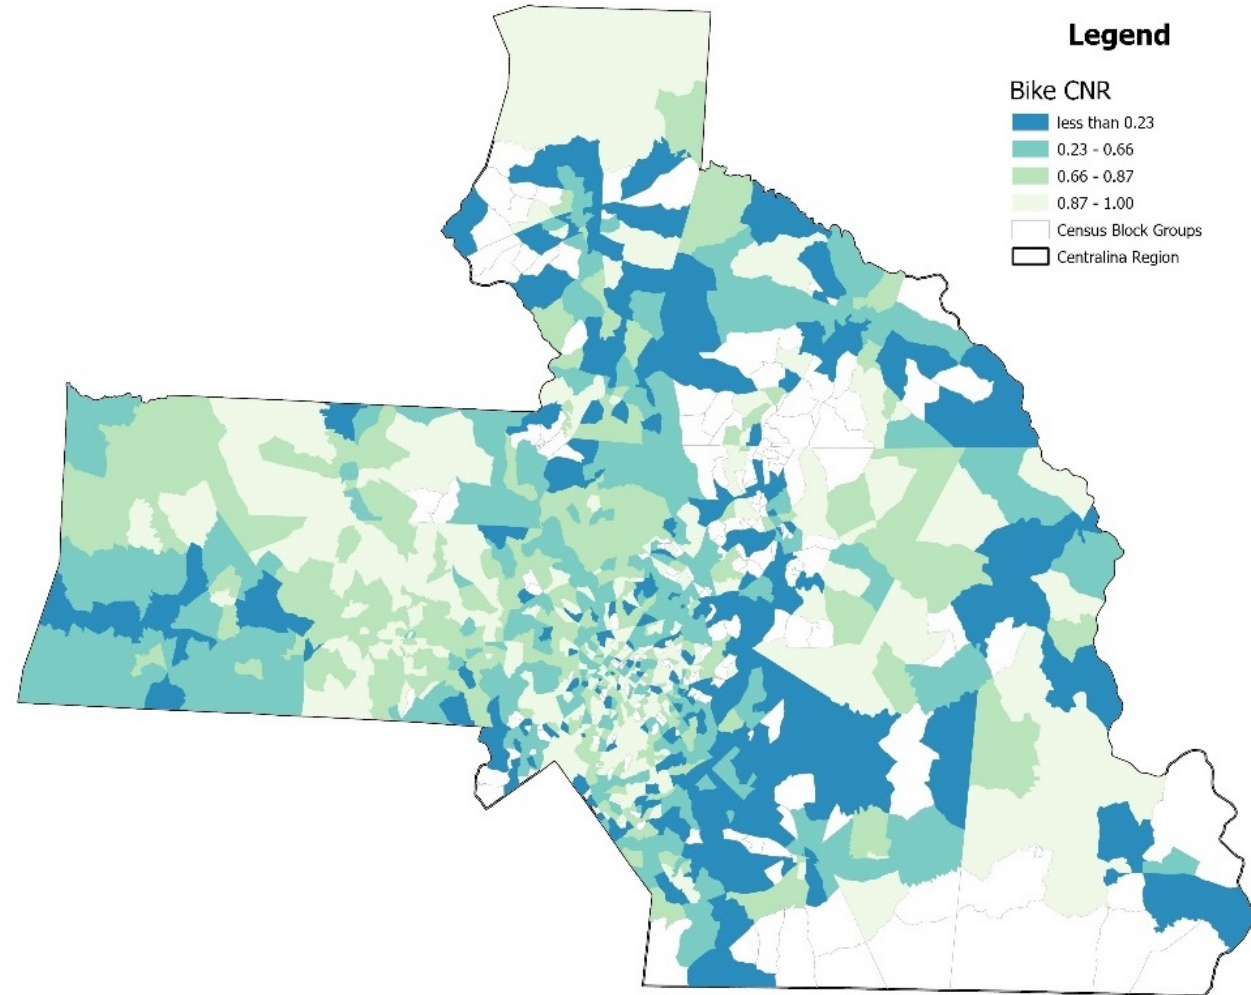 Legend
Bike CNR
less than 0.23
0.23 - 0.66
0.66 - 0.87
0.87 - 1.00
Census Block Groups
Centralina Region